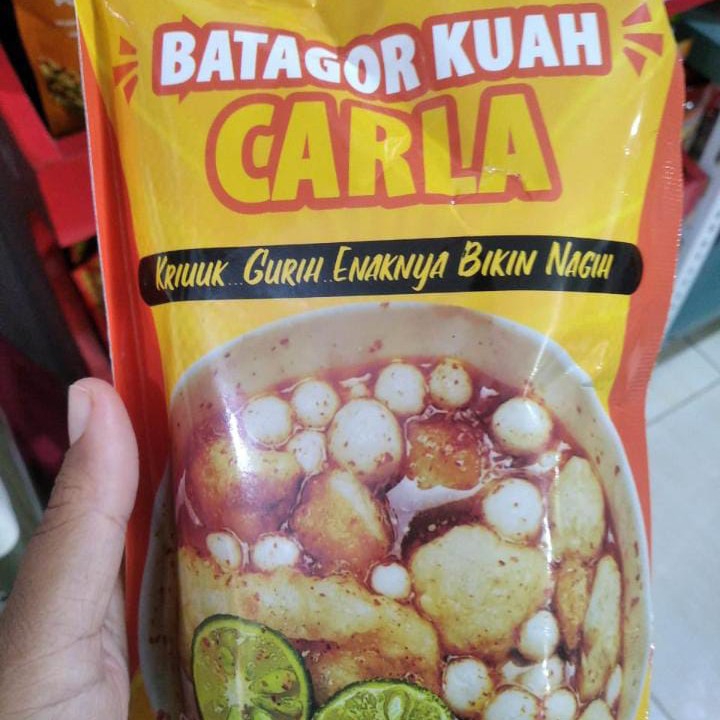 BATAGOR KUAH
CARLA
KRIUUK...GURIH..ENAKNYA BIKIN NAGIH